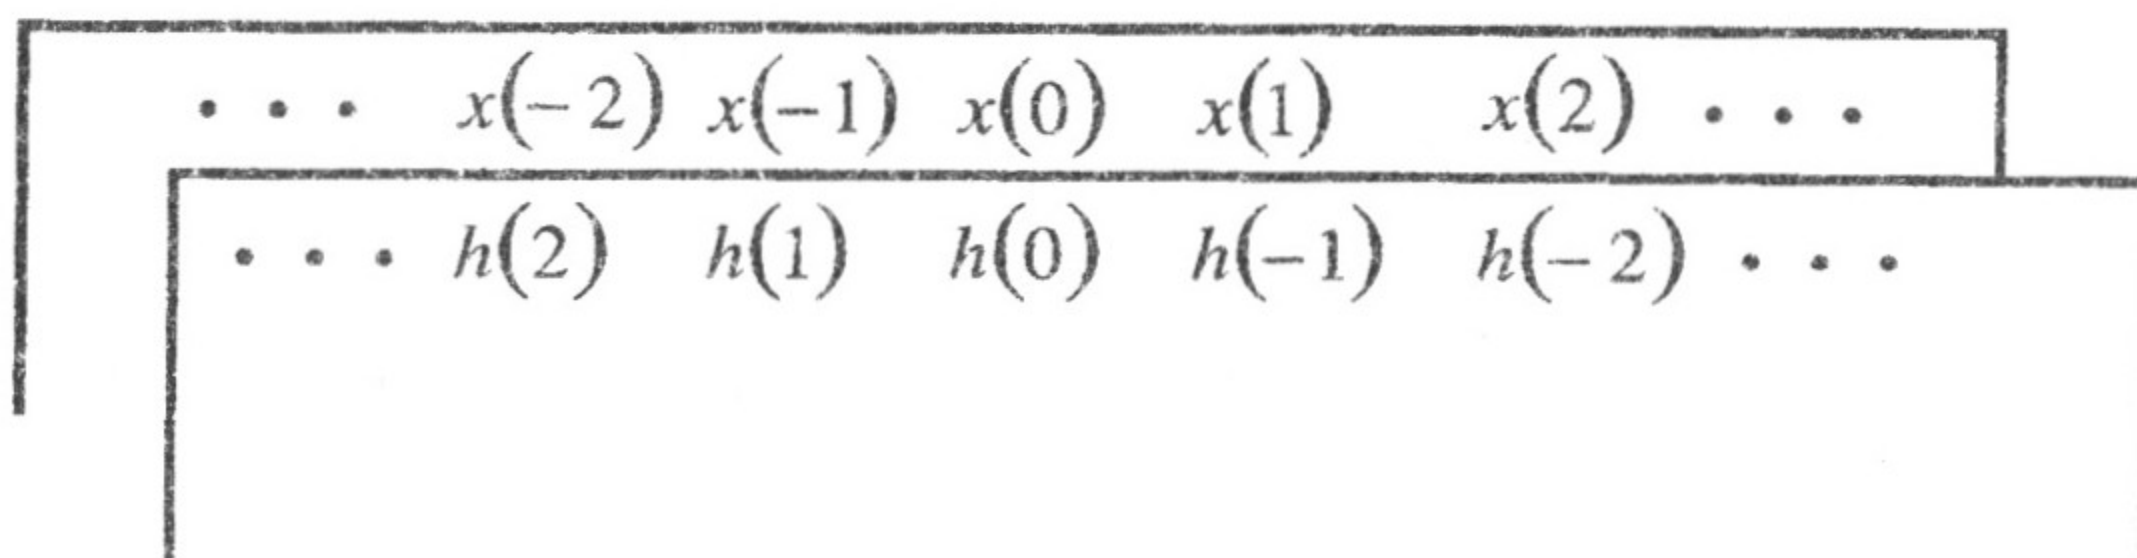 • • • x(−2) x(−1) x(0) x(1) x(2) • • •
• • • h(2) h(1) h(0) h(−1) h(−2) • • •